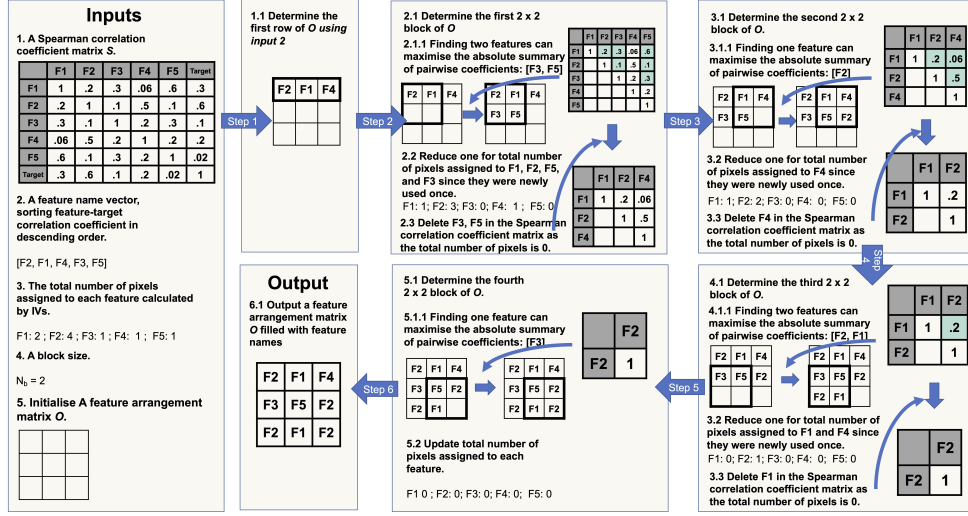 Inputs
1. A Spearman correlation
coefficient matrix S.
F1 F2 F3 F4 F5 Target
F1 1 .2 .3 .06 .6 .3
F2 .2 1 .1 .5 .1 .6
F3 .3 .1 1 .2 .3 .1
F4 .06 .5 .2 1 .2 .2
F5 .6 .1 .3 .2 1 .02
Target .3 .6 .1 .2 .02 1
2. A feature name vector,
sorting feature-target
correlation coefficient in
descending order.
[F2, F1, F4, F3, F5]
3. The total number of pixels
assigned to each feature calculated
by IVs.
F1: 2 ; F2: 4 ; F3: 1 ; F4: 1 ; F5: 1
4. A block size.
Nb = 2
5. Initialise A feature arrangement
matrix O.
Step 1
1.1 Determine the
first row of O using
input 2
F2 F1 F4
Step 2
2.1 Determine the first 2 x 2
block of O
2.1.1 Finding two features can
maximise the absolute summary
of pairwise coefficients: [F3, F5]
F1 F2 F3 F4 F5
F1 1 .2 .3 .06 .6
F2 1 .1 .5 .1
F3 1 .2 .3
F4 1 .2
F5 1
F2 F1 F4
F2 F1 F4
F3 F5
2.2 Reduce one for total number
of pixels assigned to F1, F2, F5,
and F3 since they were newly
used once.
F1: 1; F2: 3; F3: 0; F4: 1 ; F5: 0
2.3 Delete F3, F5 in the Spearman
correlation coefficient matrix as
the total number of pixels is 0.
F1 F2 F4
F1 1 .2 .06
F2 1 .5
F4 1
Step 3
3.1 Determine the second 2 x 2
block of O.
3.1.1 Finding one feature can
maximise the absolute summary
of pairwise coefficients: [F2]
F1 F2 F4
F1 1 .2 .06
F2 1 .5
F4 1
F2 F1 F4
F3 F5
F2 F1 F4
F3 F5 F2
3.2 Reduce one for total number
of pixels assigned to F4 since
they were newly used once.
F1: 1; F2: 2; F3: 0; F4: 0; F5: 0
3.3 Delete F4 in the Spearman
correlation coefficient matrix as
the total number of pixels is 0.
F1 F2
F1 1 .2
F2 1
Step
4
4.1 Determine the third 2 x 2
block of O.
4.1.1 Finding two features can
maximise the absolute summary
of pairwise coefficients: [F2, F1]
F1 F2
F1 1 .2
F2 1
F2 F1 F4
F3 F5 F2
F2 F1 F4
F3 F5 F2
F2 F1
3.2 Reduce one for total number of
pixels assigned to F1 and F4 since
they were newly used once.
F1: 0; F2: 1; F3: 0; F4: 0; F5: 0
3.3 Delete F1 in the Spearman
correlation coefficient matrix as
the total number of pixels is 0.
F2
F2 1
Step 5
5.1 Determine the fourth
2 x 2 block of O.
5.1.1 Finding one feature can
maximise the absolute summary
of pairwise coefficients: [F3]
F2
F2 1
F2 F1 F4
F3 F5 F2
F2 F1
F2 F1 F4
F3 F5 F2
F2 F1 F2
5.2 Update total number of
pixels assigned to each
feature.
F1 0 ; F2: 0; F3: 0; F4: 0; F5: 0
Step 6
Output
6.1 Output a feature
arrangement matrix
O filled with feature
names
F2 F1 F4
F3 F5 F2
F2 F1 F2